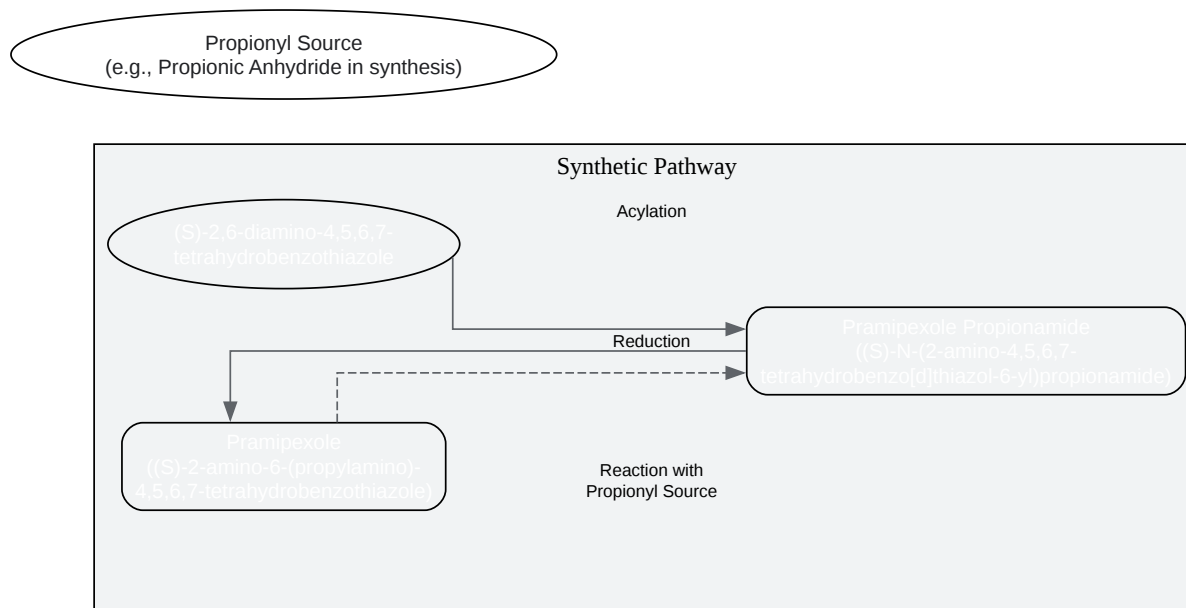 Propionyl Source
(e.g., Propionic Anhydride in synthesis)
Synthetic Pathway
Acylation
(S)-2,6-diamino-4,5,6,7-
tetrahydrobenzothiazole
Pramipexole Propionamide
((S)-N-(2-amino-4,5,6,7-
tetrahydrobenzo[d]thiazol-6-yl)propionamide)
Reduction
Pramipexole
((S)-2-amino-6-(propylamino)-
4,5,6,7-tetrahydrobenzothiazole)
Reaction with
Propionyl Source